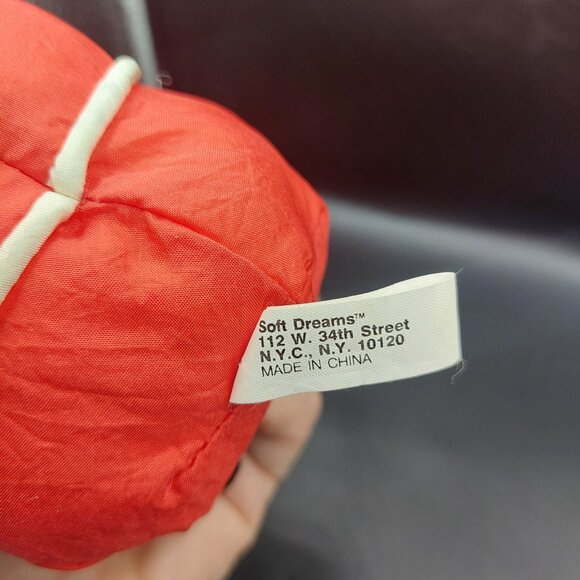 Soft Dreams™
112 W. 34th Street
N.Y.C., N.Y. 10120
MADE IN CHINA